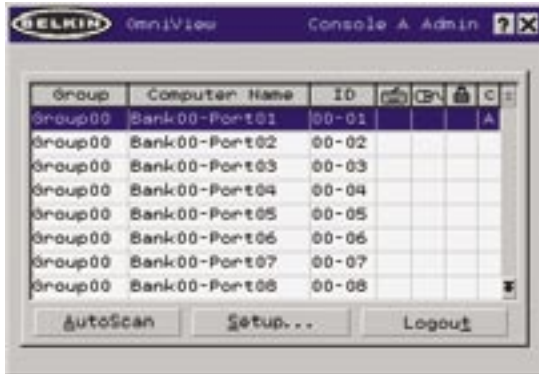 BELKIN OmniView Console A Admin ? X
Group Computer Name ID C
Group00 Bank00-Port01 00-01 A
Group00 Bank00-Port02 00-02
Group00 Bank00-Port03 00-03
Group00 Bank00-Port04 00-04
Group00 Bank00-Port05 00-05
Group00 Bank00-Port06 00-06
Group00 Bank00-Port07 00-07
Group00 Bank00-Port08 00-08
AutoScan Setup... Logout